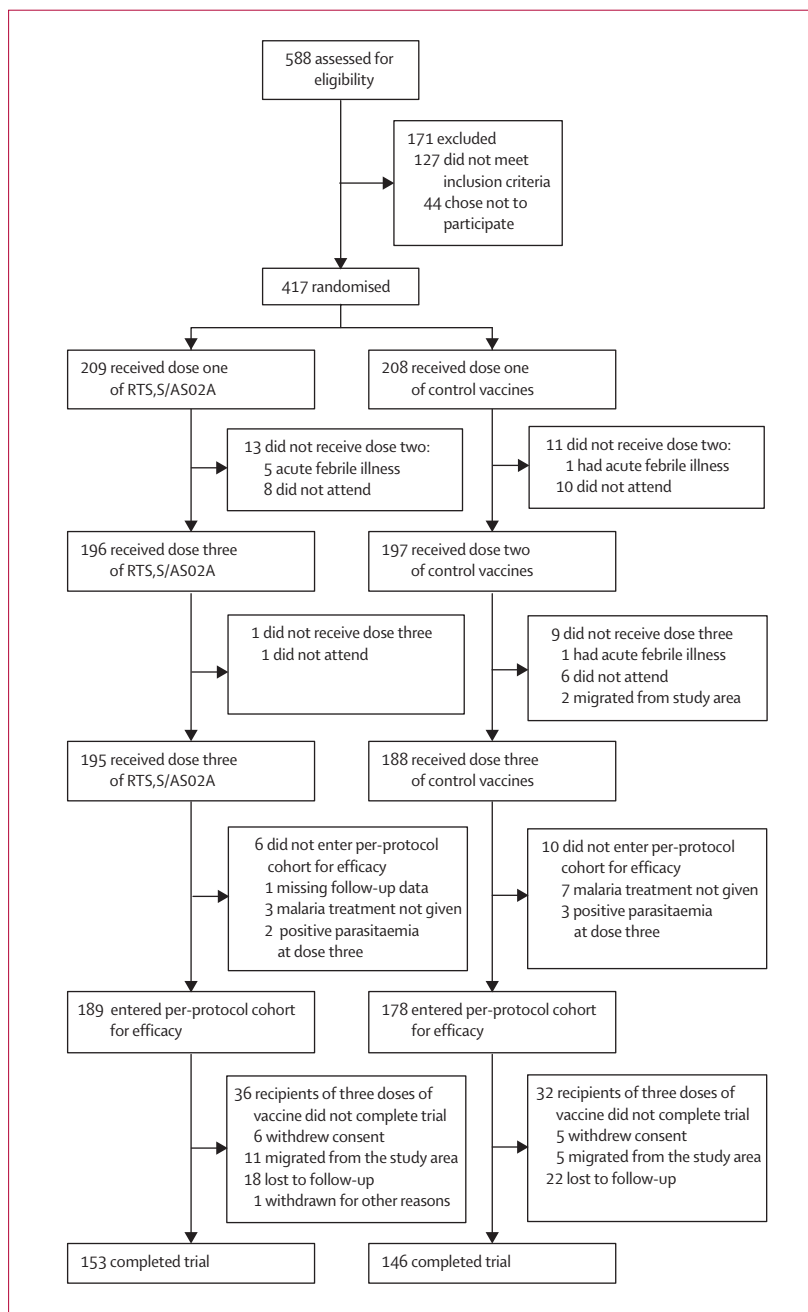 588 assessed for
eligibility
171 excluded
127 did not meet
inclusion criteria
44 chose not to
participate
417 randomised
209 received dose one
of RTS,S/AS02A
208 received dose one
of control vaccines
13 did not receive dose two:
5 acute febrile illness
8 did not attend
11 did not receive dose two:
1 had acute febrile illness
10 did not attend
196 received dose three
of RTS,S/AS02A
197 received dose two
of control vaccines
1 did not receive dose three
1 did not attend
9 did not receive dose three
1 had acute febrile illness
6 did not attend
2 migrated from study area
195 received dose three
of RTS,S/AS02A
188 received dose three
of control vaccines
6 did not enter per-protocol
cohort for efficacy
1 missing follow-up data
3 malaria treatment not given
2 positive parasitaemia
at dose three
10 did not enter per-protocol
cohort for efficacy
7 malaria treatment not given
3 positive parasitaemia
at dose three
189 entered per-protocol cohort
for efficacy
178 entered per-protocol cohort
for efficacy
36 recipients of three doses of
vaccine did not complete trial
6 withdrew consent
11 migrated from the study area
18 lost to follow-up
1 withdrawn for other reasons
32 recipients of three doses of
vaccine did not complete trial
5 withdrew consent
5 migrated from the study area
22 lost to follow-up
153 completed trial
146 completed trial